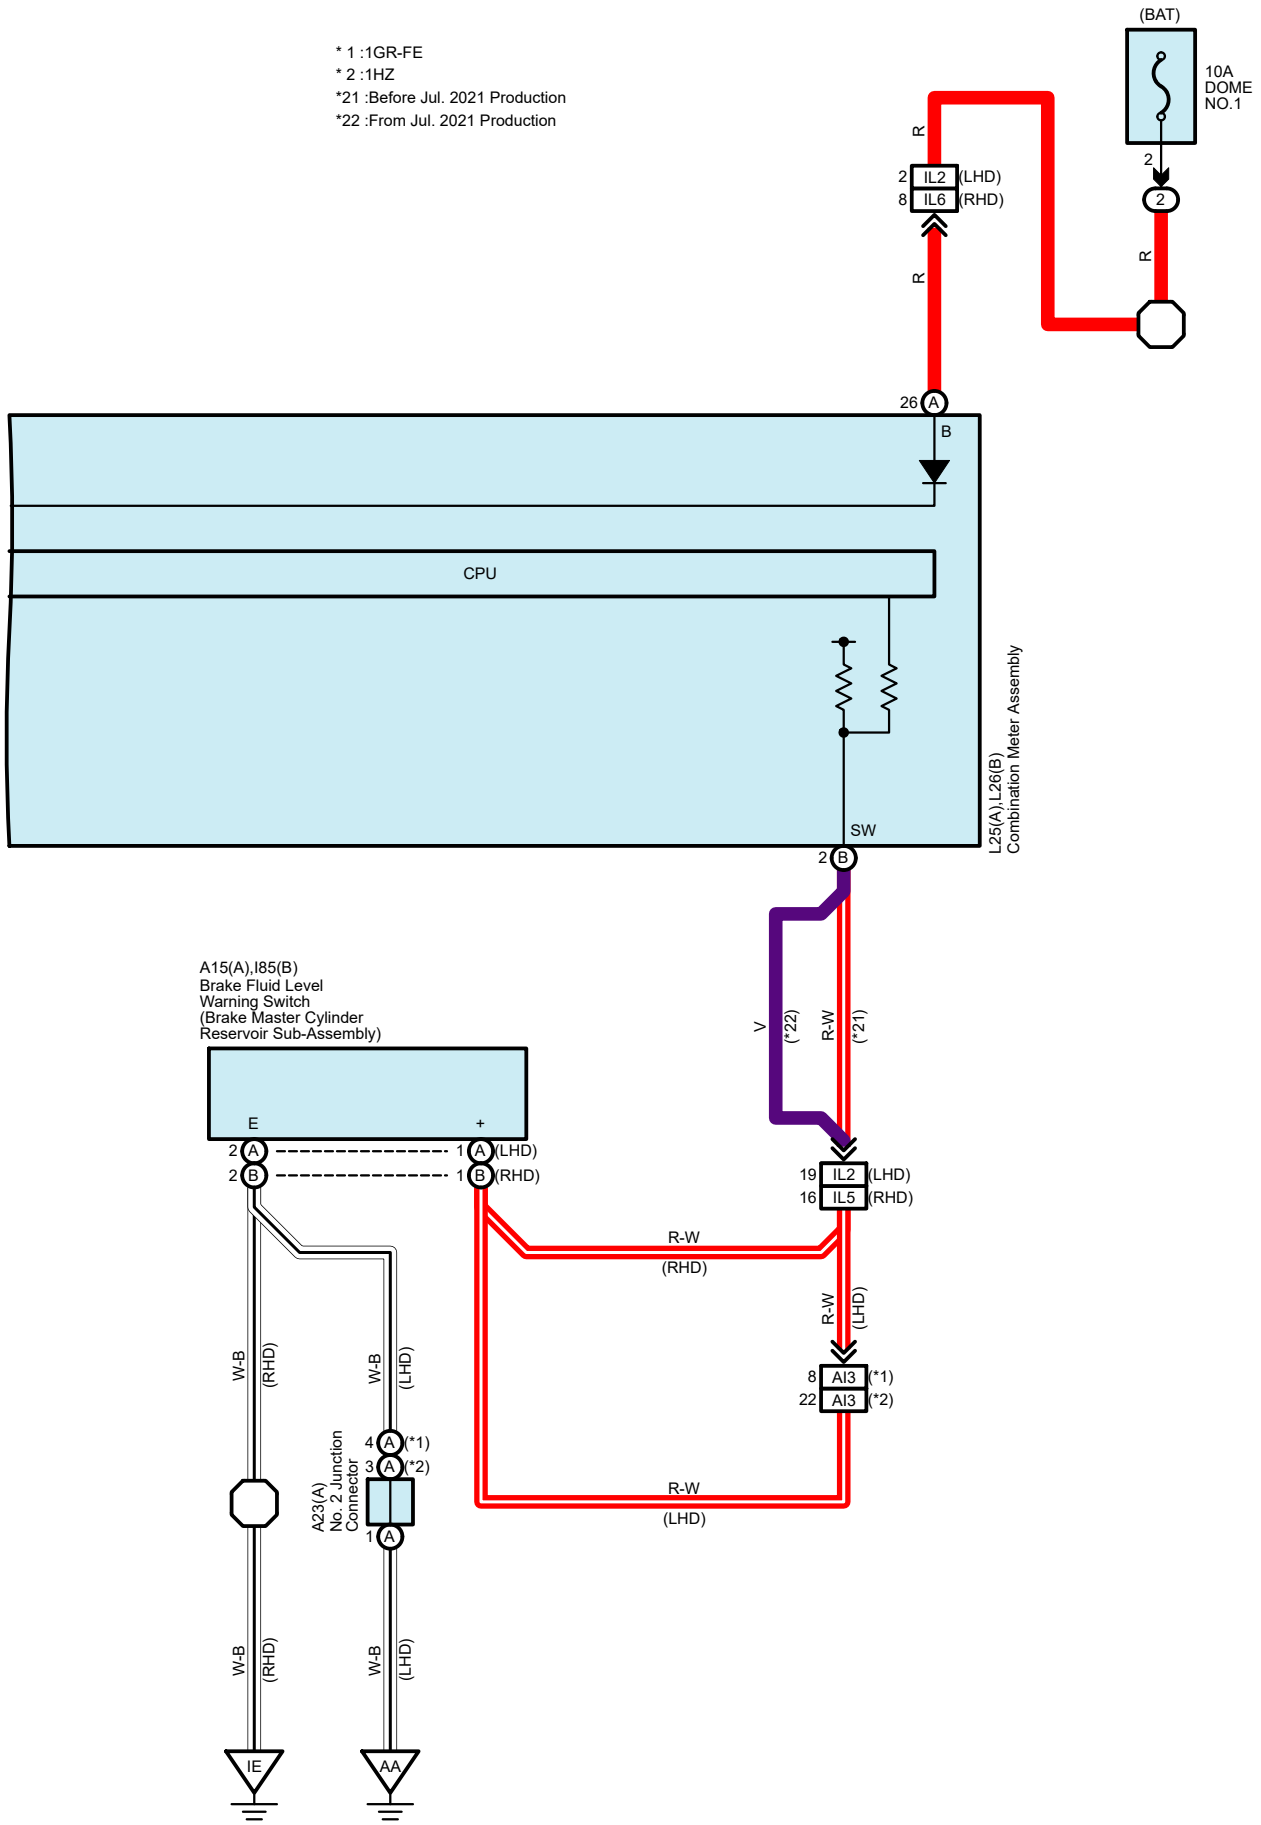 (BAT)
* 1 :1GR-FE
* 2 :1HZ
*21 :Before Jul. 2021 Production
*22 :From Jul. 2021 Production
10A
DOME
NO.1
R
2
2 IL2 (LHD)
8 IL6 (RHD)
2
R
R
26 A
B
CPU
L25(A),L26(B)
Combination Meter Assembly
SW
2 B
A15(A),I85(B)
Brake Fluid Level
Warning Switch
(Brake Master Cylinder
Reservoir Sub-Assembly)
V
(*22)
R-W
(*21)
E
+
2 A
1 A (LHD)
2 B
1 B (RHD)
19 IL2 (LHD)
16 IL5 (RHD)
R-W
(RHD)
R-W
(LHD)
W-B
(RHD)
W-B
(LHD)
8 AI3 (*1)
22 AI3 (*2)
4 A (*1)
3 A (*2)
A23(A)
No. 2 Junction
Connector
1 A
R-W
(LHD)
W-B
(RHD)
W-B
(LHD)
IE
AA